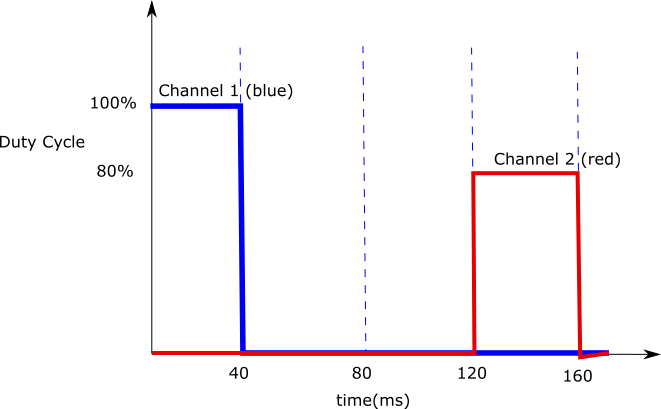 Channel 1 (blue)
100%
Duty Cycle
Channel 2 (red)
80%
40
80
120
160
time(ms)